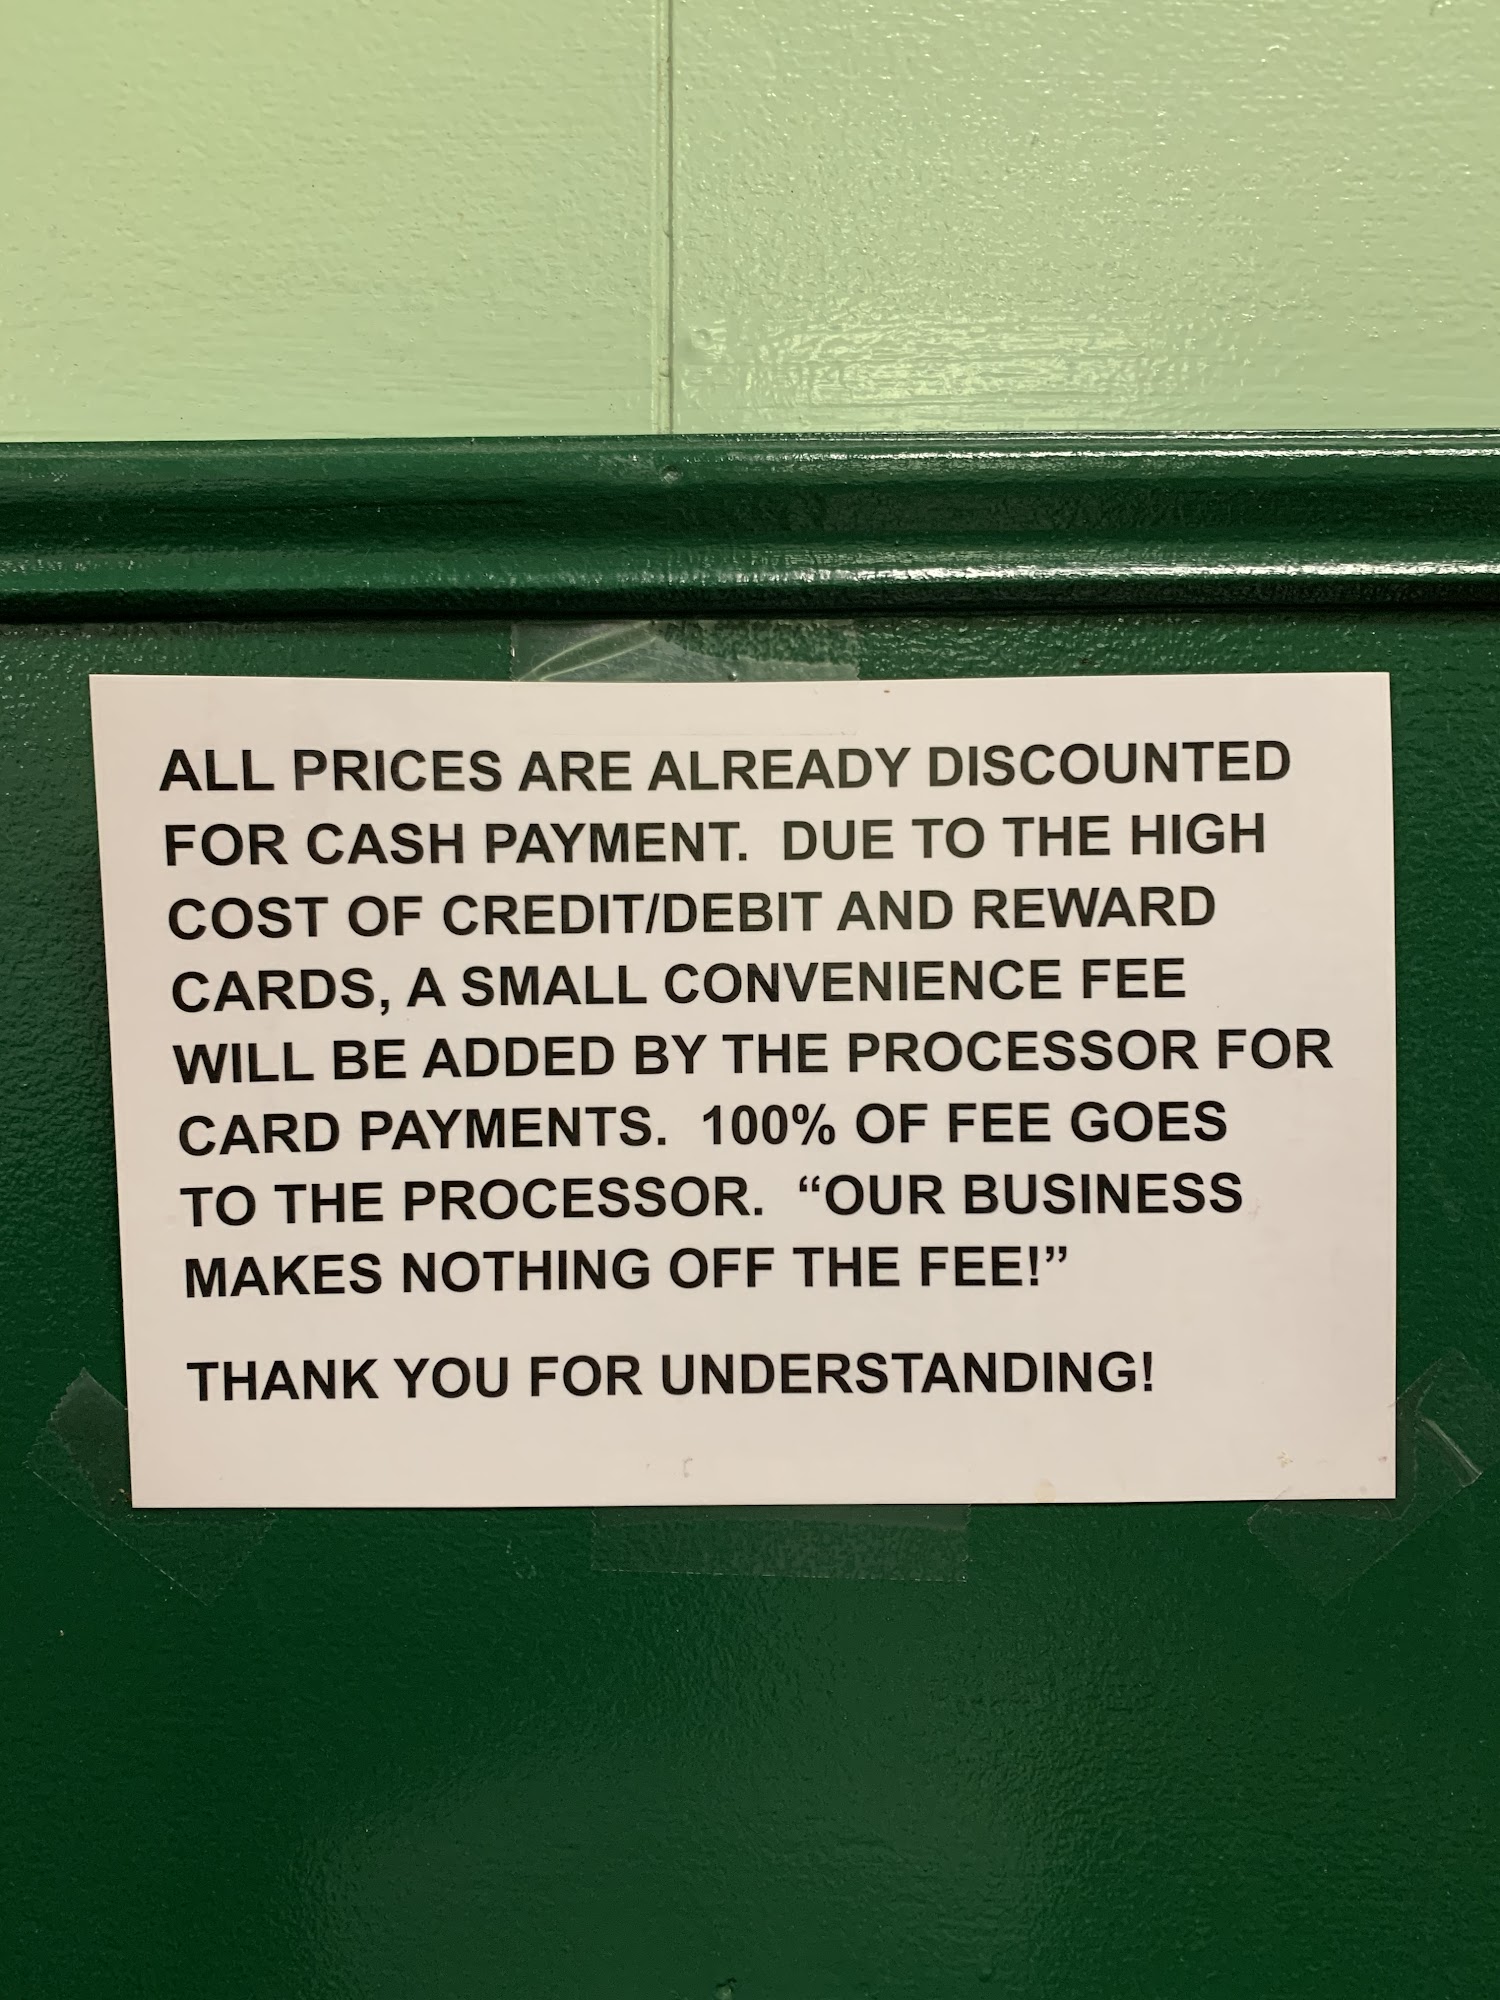 ALL PRICES ARE ALREADY DISCOUNTED
FOR CASH PAYMENT.  DUE TO THE HIGH
COST OF CREDIT/DEBIT AND REWARD
CARDS, A SMALL CONVENIENCE FEE
WILL BE ADDED BY THE PROCESSOR FOR
CARD PAYMENTS.  100% OF FEE GOES
TO THE PROCESSOR.  “OUR BUSINESS
MAKES NOTHING OFF THE FEE!”
THANK YOU FOR UNDERSTANDING!